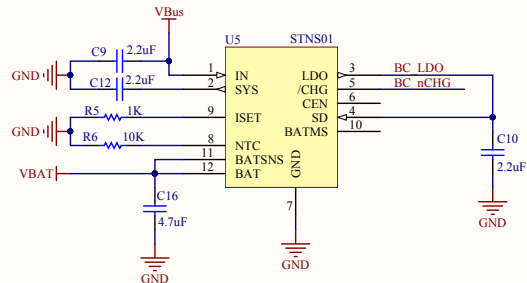 VBus
U5 STNS01
C9 2.2uF
GND
C12 2.2uF
1 IN
2 SYS
LDO 3 BC_LDO
/CHG 5 BC_nCHG
CEN 6
SD 4
BATMS 10
R5 1K
GND
R6 10K
9 ISET
8 NTC
11 BATSNS
12 BAT
GND
7
VBAT
C16
4.7uF
GND
GND
C10
2.2uF
GND